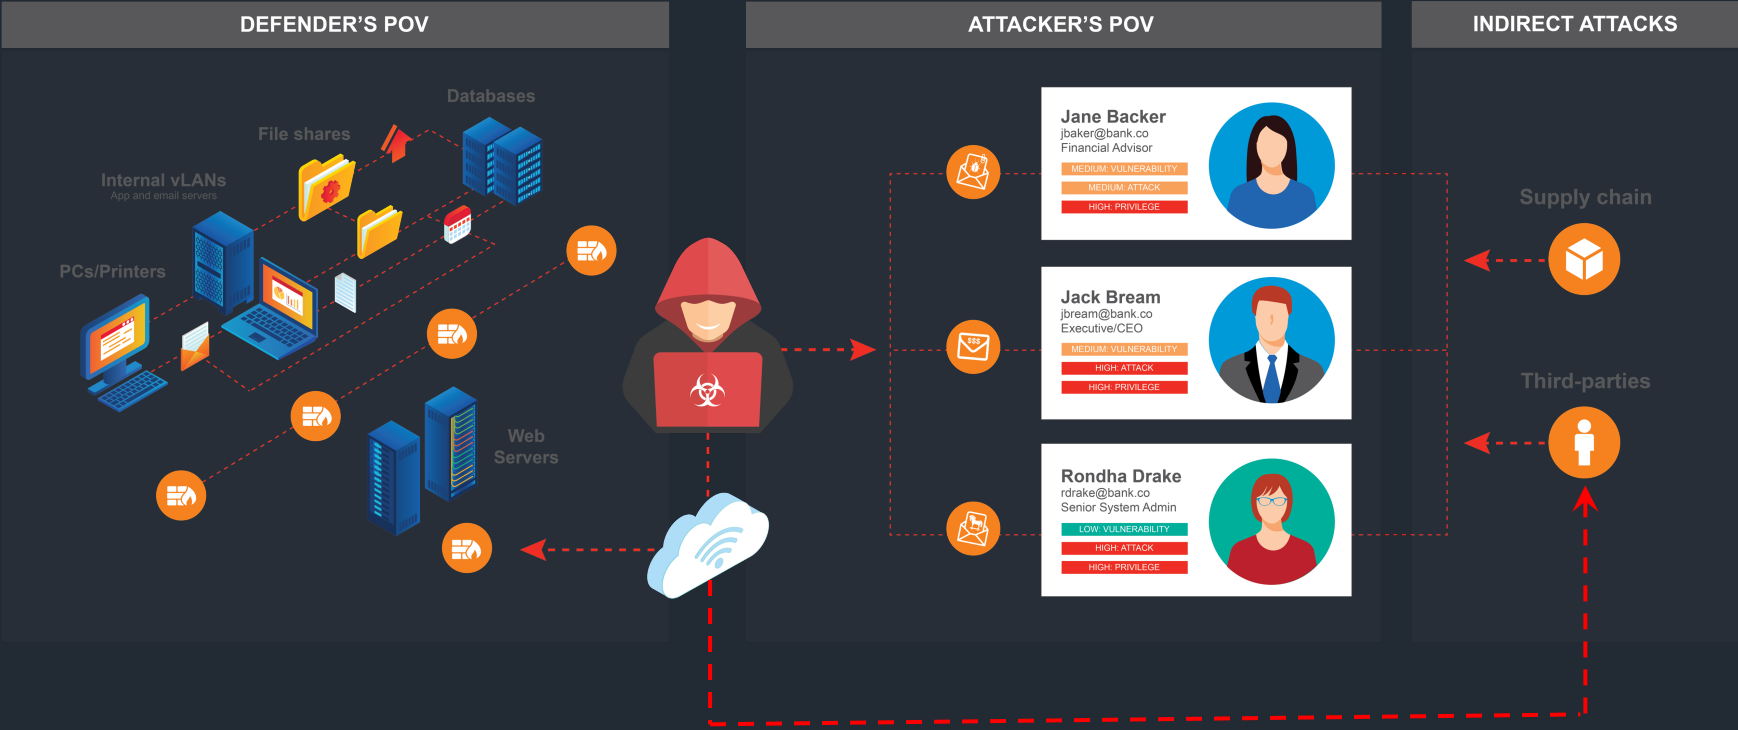 DEFENDER'S POV
Databases
File shares
Internal vLANs
App and email servers
PCs/Printers
Web
Servers
ATTACKER'S POV
Jane Backer
jbaker@bank.co
Financial Advisor
MEDIUM: VULNERABILITY
MEDIUM: ATTACK
HIGH: PRIVILEGE
$$$
Jack Bream
jbream@bank.co
Executive/CEO
MEDIUM: VULNERABILITY
HIGH: ATTACK
HIGH: PRIVILEGE
Rondha Drake
rdrake@bank.co
Senior System Admin
LOW: VULNERABILITY
HIGH: ATTACK
HIGH: PRIVILEGE
INDIRECT ATTACKS
Supply chain
Third-parties